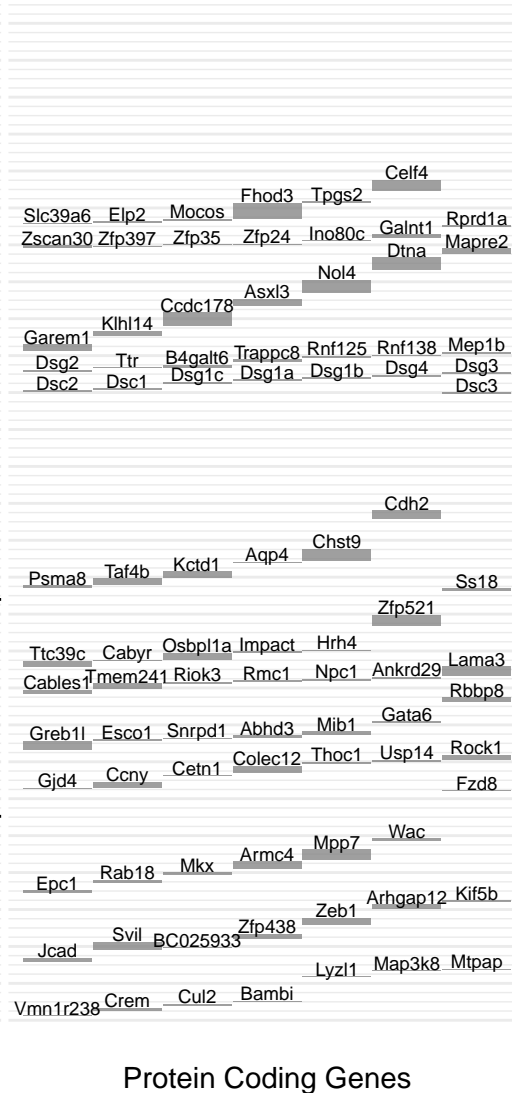 Celf4
Fhod3 Tpgs2
Slc39a6 Elp2 Mocos Rprd1a
Zscan30 Zfp397 Zfp35 Zfp24 Ino80c Galnt1 Mapre2
Dtna
Nol4
Asxl3
Ccdc178
Klhl14
Garem1
Dsg2 Ttr B4galt6 Trappc8 Rnf125 Rnf138 Mep1b
Dsc2 Dsc1 Dsg1c Dsg1a Dsg1b Dsg4 Dsg3
Dsc3
Cdh2
Chst9
Aqp4
Psma8 Taf4b Kctd1 Ss18
Zfp521
Ttc39c Cabyr Osbpl1a Impact Hrh4 Lama3
Cables1 Tmem241 Riok3 Rmc1 Npc1 Ankrd29 Rbbp8
Gata6
Greb1l Esco1 Snrpd1 Abhd3 Mib1 Rock1
Gjd4 Ccny Cetn1 Colec12 Thoc1 Usp14 Fzd8
Wac
Mpp7
Armc4
Epc1 Rab18 Mkx Arhgap12 Kif5b
Zeb1
Jcad Svil BC025933 Zfp438
Lyzl1 Map3k8 Mtpap
Vmn1r238 Crem Cul2 Bambi
Protein Coding Genes